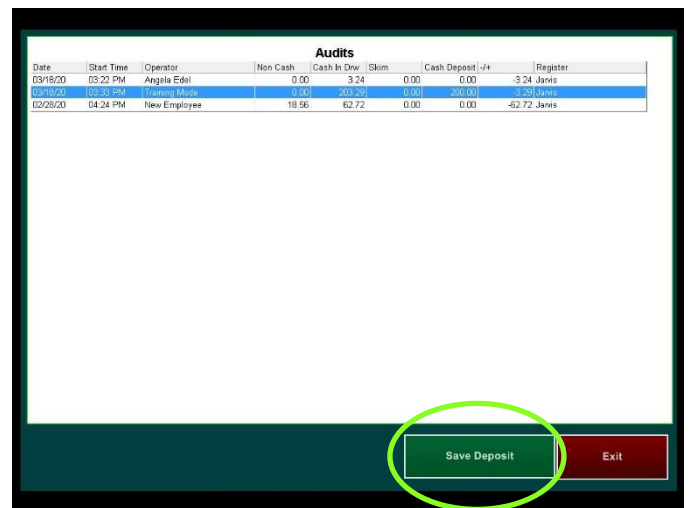 Audits
Date Start Time Operator Non Cash Cash In Drw Skim Cash Deposit -/+ Register
03/18/20 03:22 PM Angela Edel 0.00 3.24 0.00 0.00 -3.24 Jarvis
03/18/20 03:33 PM Training Mode 0.00 203.29 0.00 200.00 -3.29 Jarvis
02/28/20 04:24 PM New Employee 18.56 62.72 0.00 0.00 -62.72 Jarvis
Save Deposit Exit